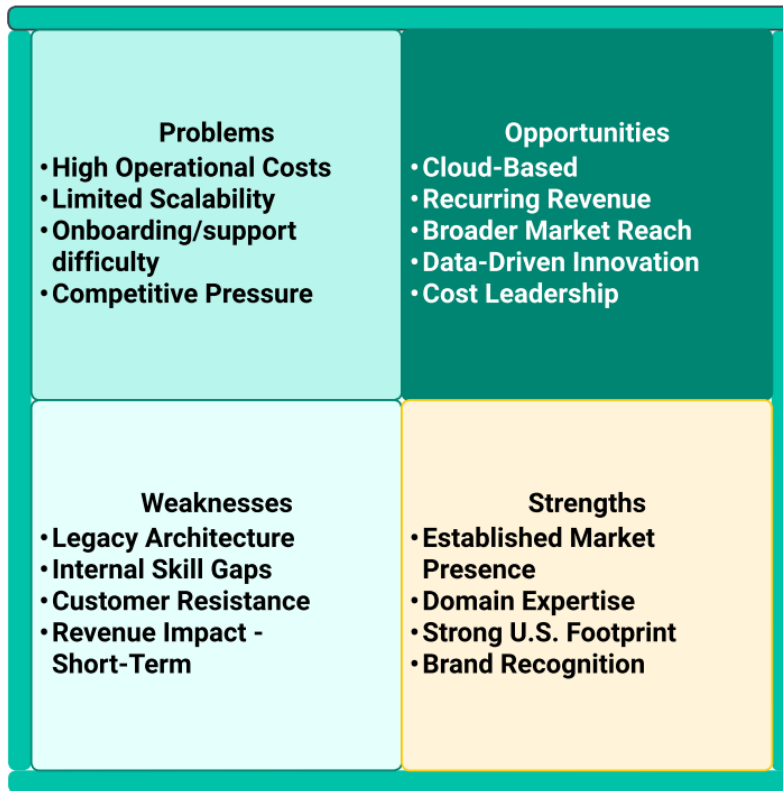 Problems
•High Operational Costs
•Limited Scalability
•Onboarding/support
difficulty
•Competitive Pressure
Opportunities
•Cloud-Based
•Recurring Revenue
•Broader Market Reach
•Data-Driven Innovation
•Cost Leadership
Weaknesses
•Legacy Architecture
•Internal Skill Gaps
•Customer Resistance
•Revenue Impact -
Short-Term
Strengths
•Established Market
Presence
•Domain Expertise
•Strong U.S. Footprint
•Brand Recognition